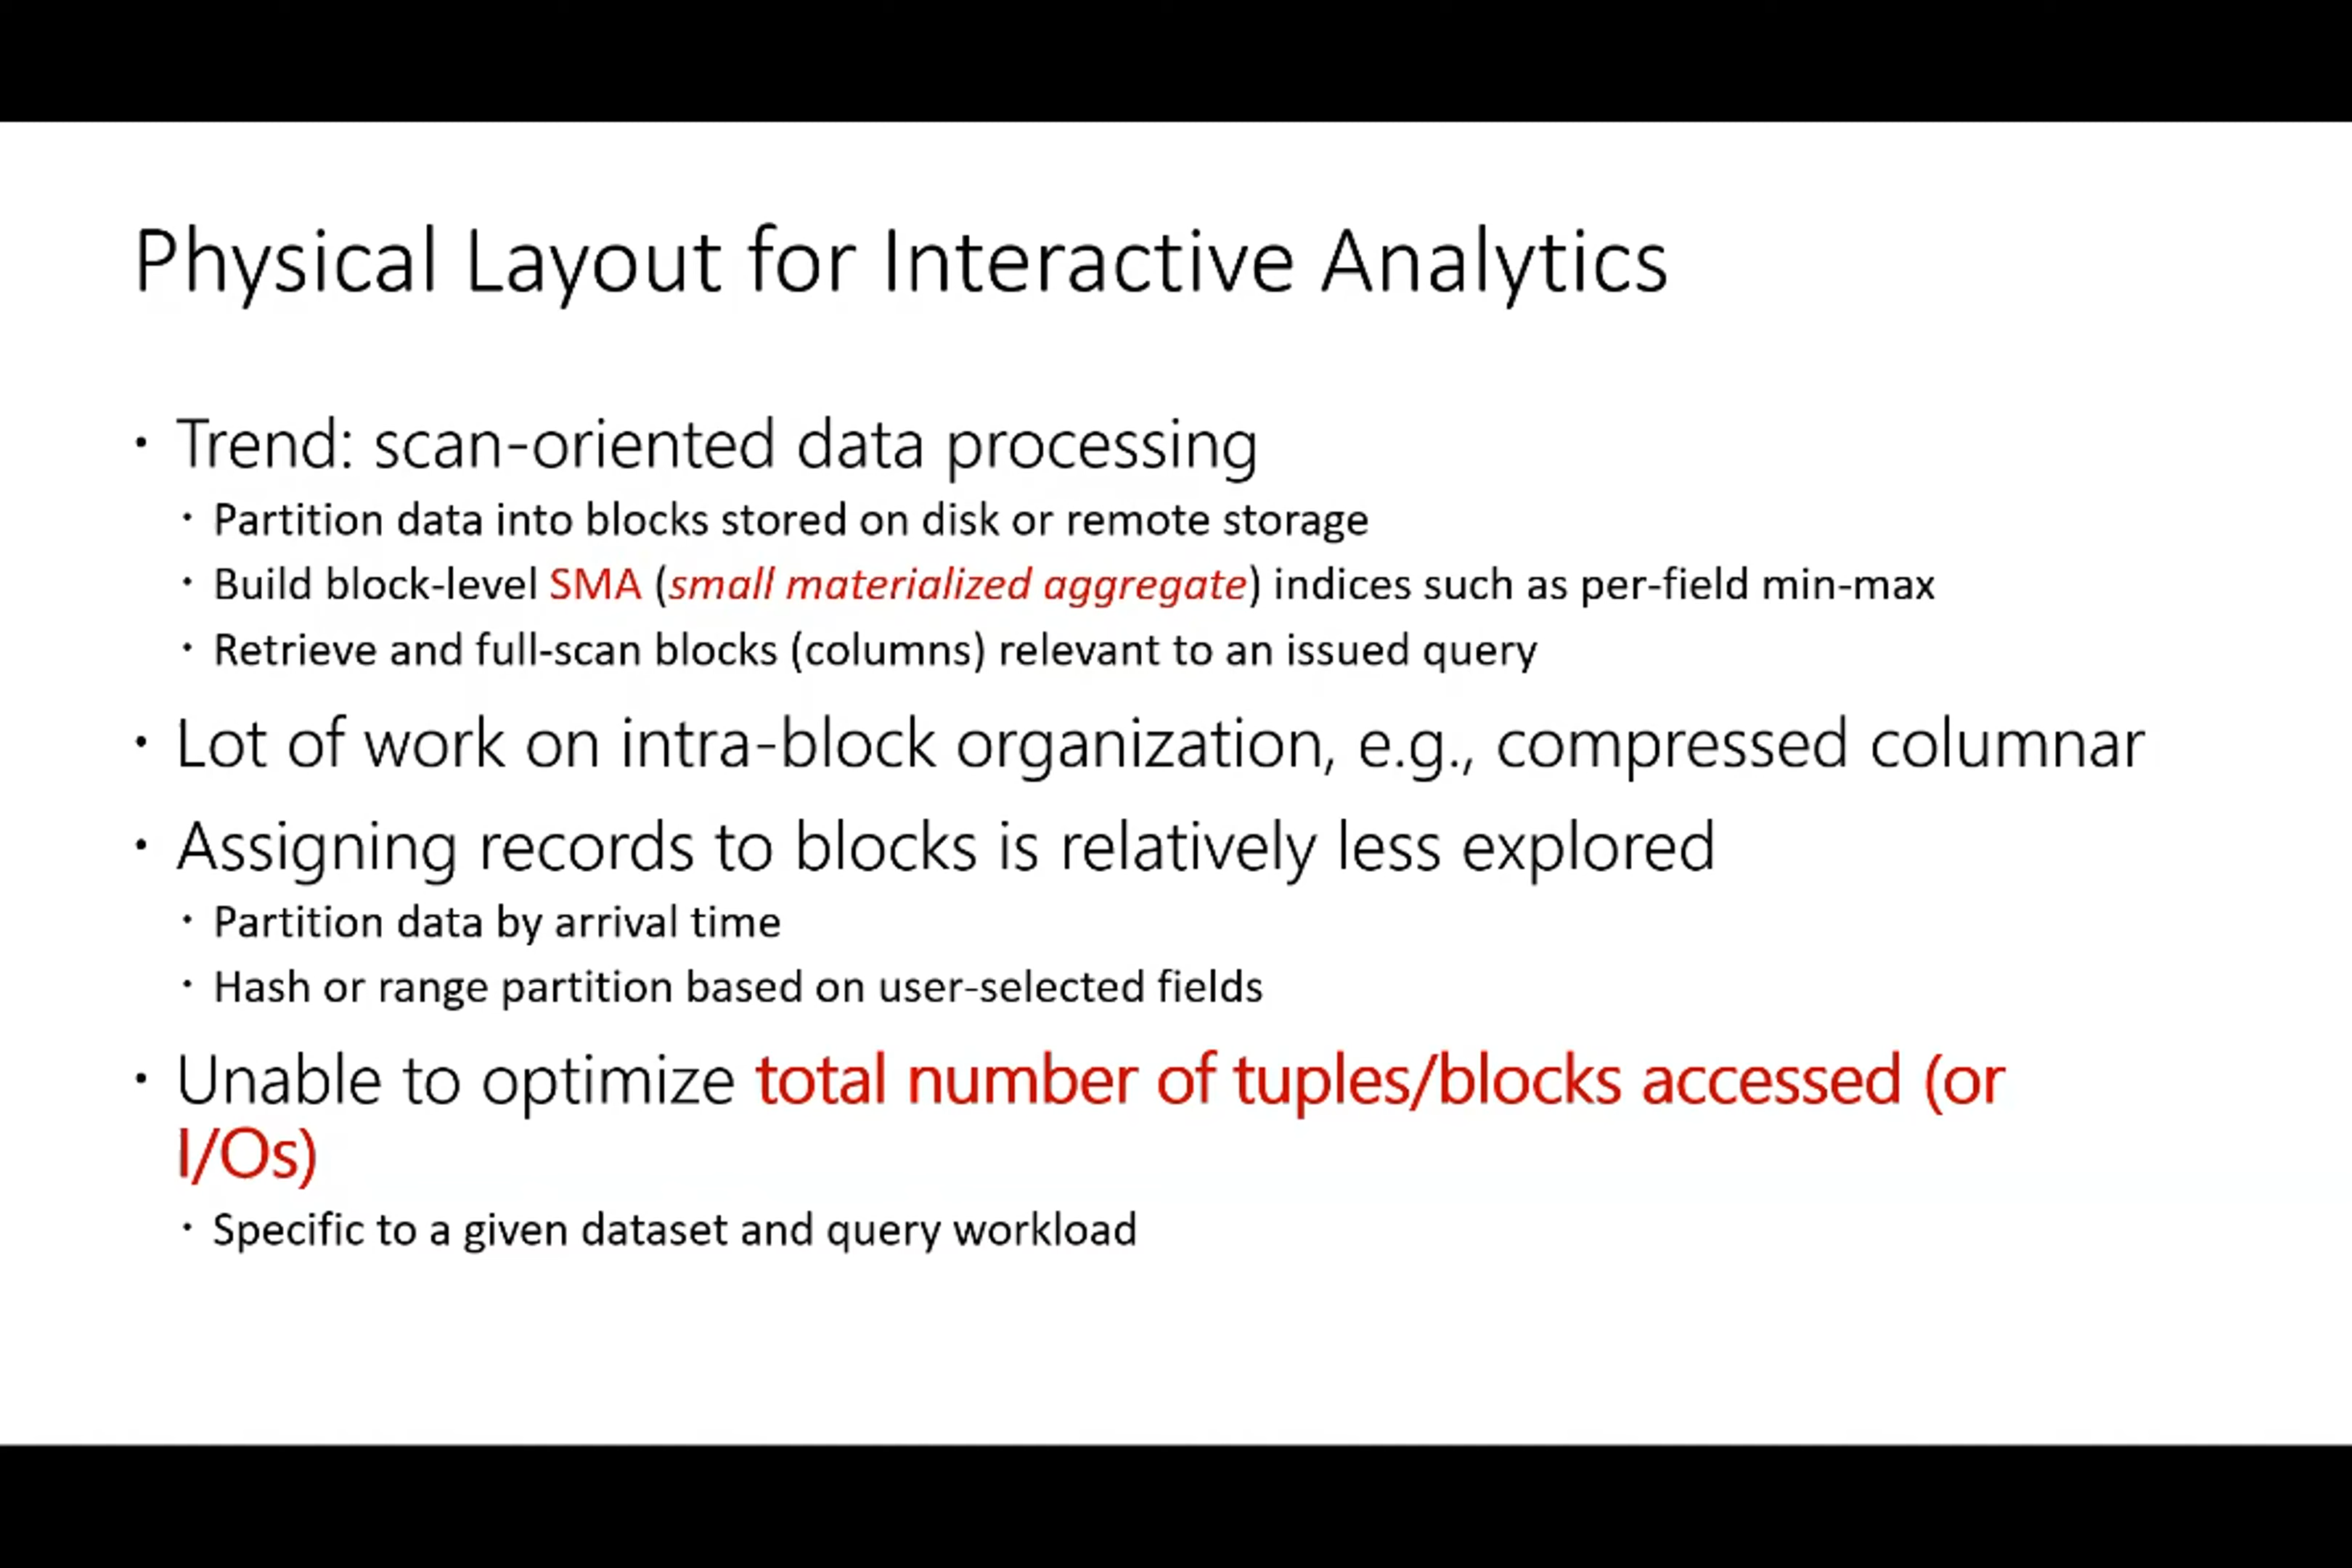 Physical Layout for Interactive Analytics
• Trend: scan-oriented data processing
• Partition data into blocks stored on disk or remote storage
• Build block-level SMA (small materialized aggregate) indices such as per-field min-max
• Retrieve and full-scan blocks (columns) relevant to an issued query
• Lot of work on intra-block organization, e.g., compressed columnar
• Assigning records to blocks is relatively less explored
• Partition data by arrival time
• Hash or range partition based on user-selected fields
• Unable to optimize total number of tuples/blocks accessed (or
I/Os)
• Specific to a given dataset and query workload